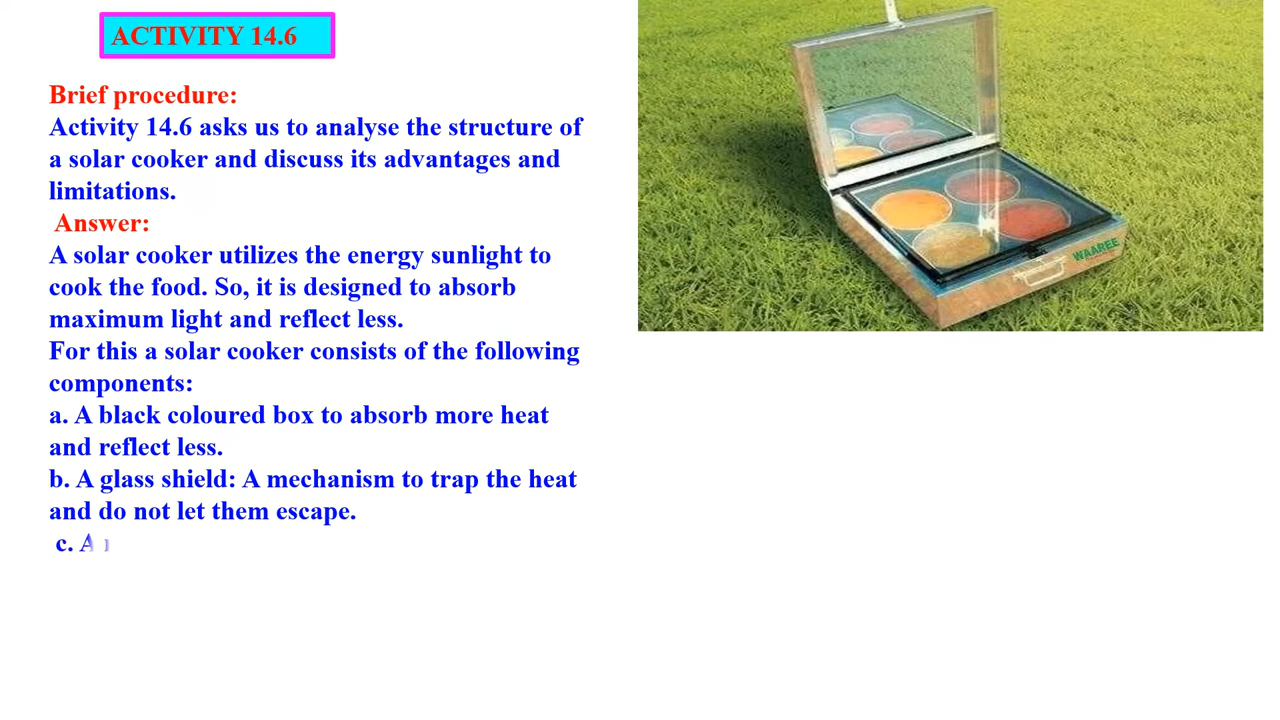 ACTIVITY 14.6
Brief procedure:
Activity 14.6 asks us to analyse the structure of
a solar cooker and discuss its advantages and
limitations.
Answer:
A solar cooker utilizes the energy sunlight to
cook the food. So, it is designed to absorb
maximum light and reflect less.
For this a solar cooker consists of the following
components:
a. A black coloured box to absorb more heat
and reflect less.
b. A glass shield: A mechanism to trap the heat
and do not let them escape.
c. A
WAAREE